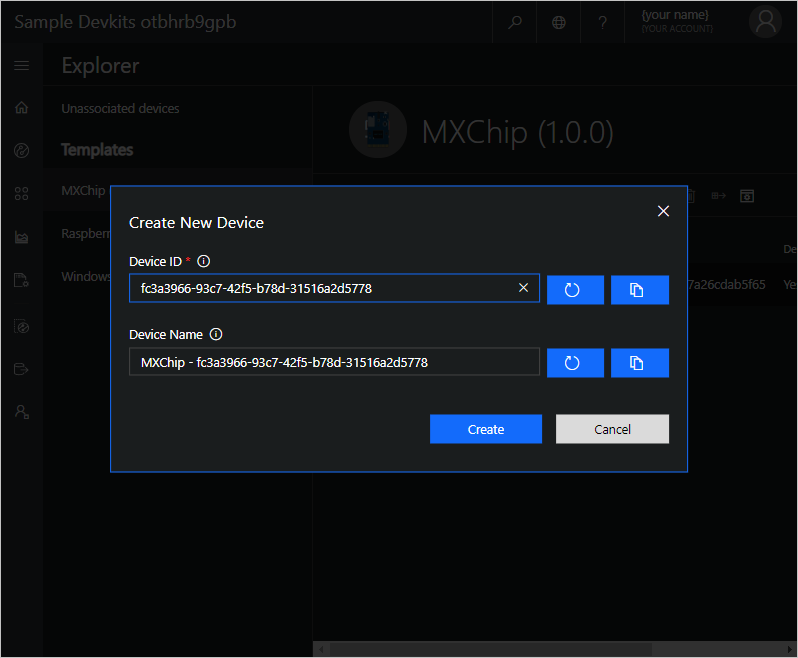 Sample Devkits otbhrb9gpb
?
{your name}
{YOUR ACCOUNT}
Explorer
Unassociated devices
Templates
MXChip (1.0.0)
MXChip
Create New Device
Raspberr
De
Device ID *
Windows
fc3a3966-93c7-42f5-b78d-31516a2d5778
7a26cdab5f65
Yes
Device Name
MXChip - fc3a3966-93c7-42f5-b78d-31516a2d5778
Create
Cancel